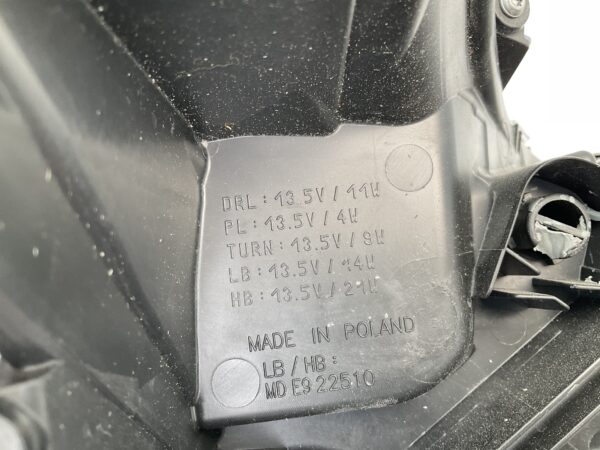 DRL : 13.5V / 11W
PL : 13.5V / 4W
TURN : 13.5V / 9W
LB : 13.5V / 14W
HB : 13.5V / 21W
MADE IN POLAND
LB / HB :
MD E9 22510